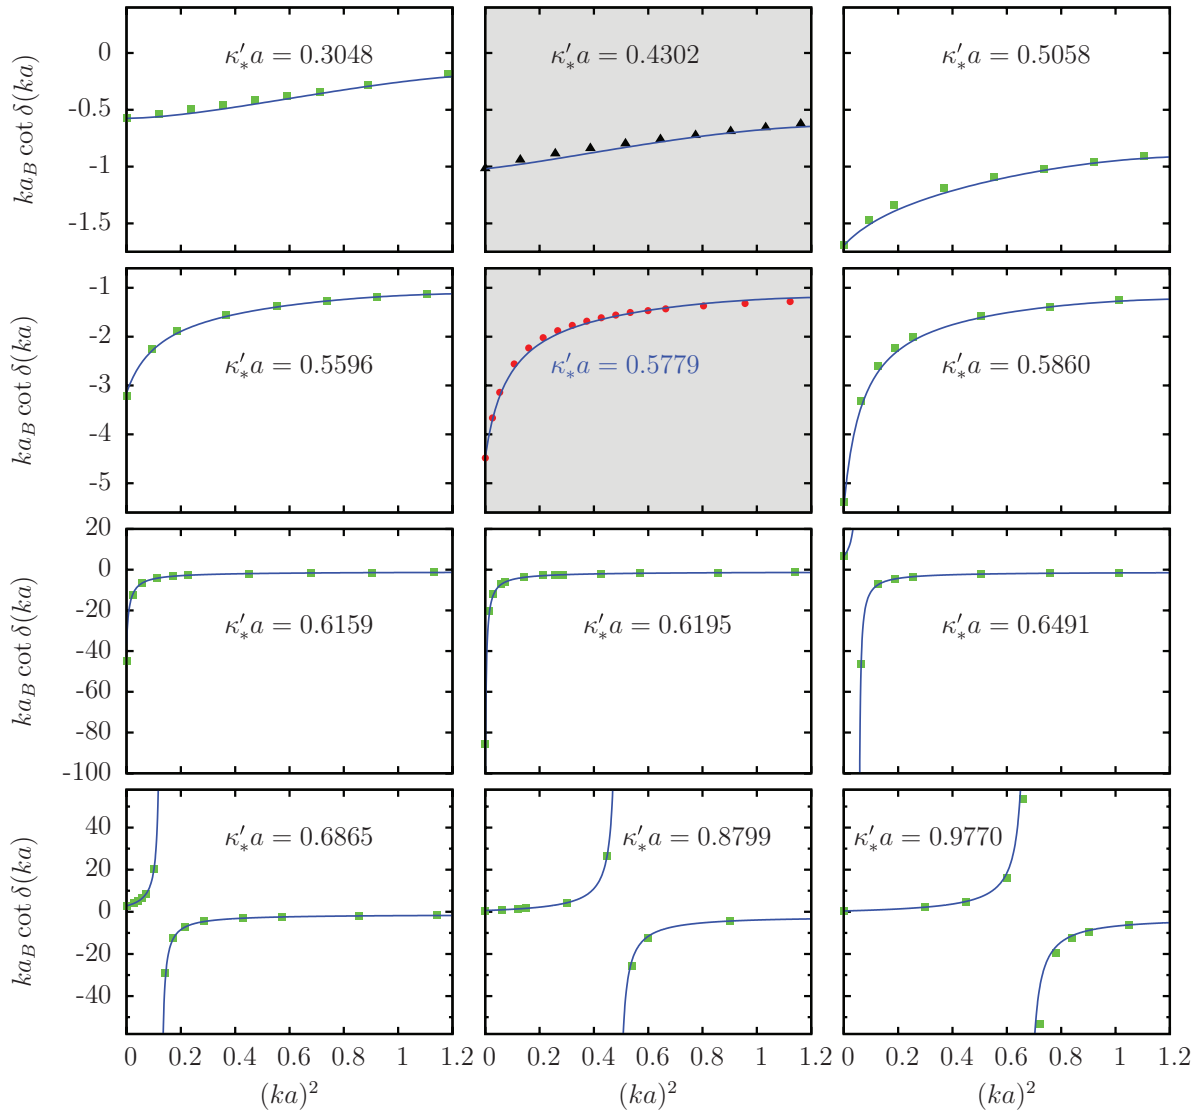 ka_B cot δ(ka)
0
-0.5
-1
-1.5
κ′_*a = 0.3048
κ′_*a = 0.4302
κ′_*a = 0.5058
ka_B cot δ(ka)
-1
-2
-3
-4
-5
κ′_*a = 0.5596
κ′_*a = 0.5779
κ′_*a = 0.5860
ka_B cot δ(ka)
20
0
-20
-40
-60
-80
-100
κ′_*a = 0.6159
κ′_*a = 0.6195
κ′_*a = 0.6491
ka_B cot δ(ka)
40
20
0
-20
-40
κ′_*a = 0.6865
κ′_*a = 0.8799
κ′_*a = 0.9770
0 0.2 0.4 0.6 0.8 1 1.2
0 0.2 0.4 0.6 0.8 1
0 0.2 0.4 0.6 0.8 1 1.2
(ka)²
(ka)²
(ka)²